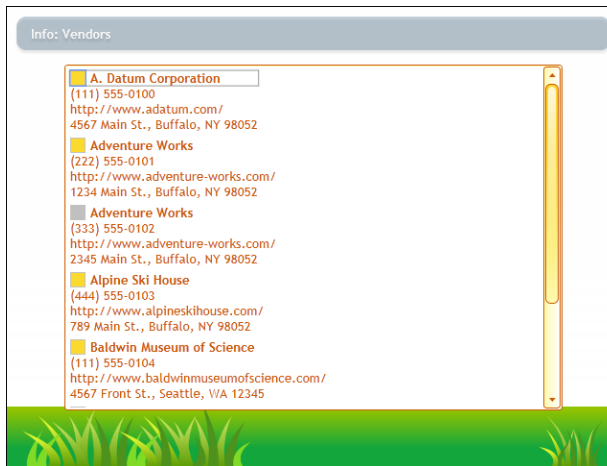 Info: Vendors
A. Datum Corporation
(111) 555-0100
http://www.adatum.com/
4567 Main St., Buffalo, NY 98052
Adventure Works
(222) 555-0101
http://www.adventure-works.com/
1234 Main St., Buffalo, NY 98052
Adventure Works
(333) 555-0102
http://www.adventure-works.com/
2345 Main St., Buffalo, NY 98052
Alpine Ski House
(444) 555-0103
http://www.alpineskihouse.com/
789 Main St., Buffalo, NY 98052
Baldwin Museum of Science
(111) 555-0104
http://www.baldwinmuseumofscience.com/
4567 Front St., Seattle, WA 12345